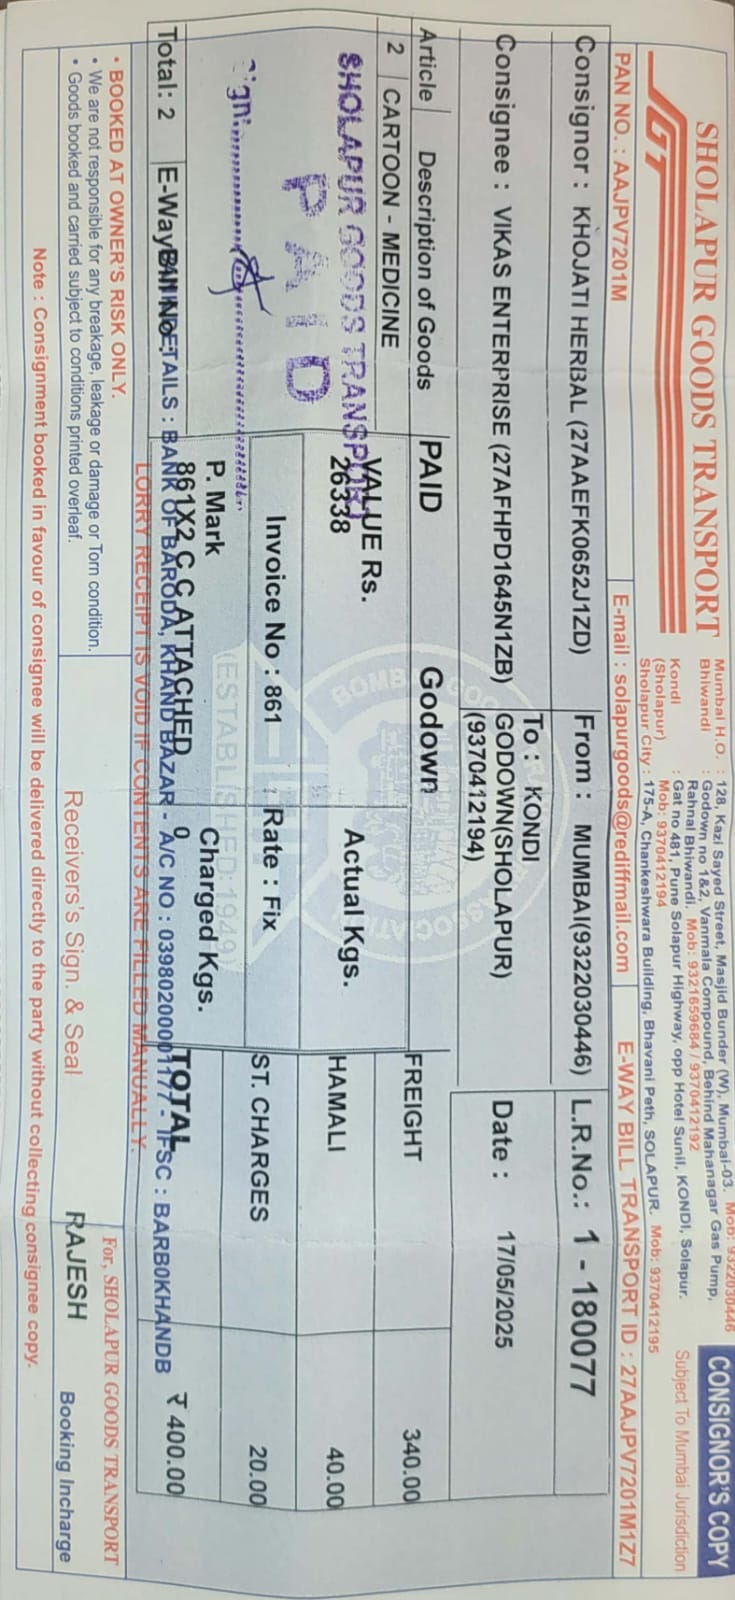 SHOLAPUR GOODS TRANSPORT
SGT
Mumbai H.O. : 128, Kazi Sayed Street, Masjid Bunder (W), Mumbai-03. Mob: 9322030446
Bhiwandi : Godown no 1&2, Vanmala Compound, Behind Mahanagar Gas Pump,
Rahnal Bhiwandi. Mob: 9321659684 / 9370412192
Kondi : Gat no 481, Pune Solapur Highway, opp Hotel Sunil, KONDI, Solapur.
(Sholapur) Mob: 9370412194
Sholapur City : 175-A, Chankeshwara Building, Bhavani Peth, SOLAPUR. Mob: 9370412195
CONSIGNOR'S COPY
Subject To Mumbai Jurisdiction
PAN NO. : AAJPV7201M
E-mail : solapurgoods@rediffmail.com
E-WAY BILL TRANSPORT ID : 27AAJPV7201M1Z7
Consignor : KHOJATI HERBAL (27AAEFK0652J1ZD)
From : MUMBAI(9322030446)
L.R.No.: 1 - 180077
Consignee : VIKAS ENTERPRISE (27AFHPD1645N1ZB)
To : KONDI
GODOWN(SHOLAPUR)
(9370412194)
Date : 17/05/2025
Article Description of Goods PAID Godown
FREIGHT 340.00
2 CARTOON - MEDICINE
VALUE Rs.
26338
Actual Kgs.
HAMALI 40.00
SHOLAPUR GOODS TRANSPORT
PAID
Sign:
Invoice No : 861
Rate : Fix
ST. CHARGES 20.00
P. Mark
861X2 C C ATTACHED
Charged Kgs.
0
TOTAL ₹ 400.00
Total: 2 E-Way Bill No :
BANK DETAILS : BANK OF BARODA, KHAND BAZAR - A/C NO : 03980200001177 - IFSC : BARB0KHANDB
LORRY RECEIPT IS VOID IF CONTENTS ARE FILLED MANUALLY.
(ESTABLISHED:1949)
• BOOKED AT OWNER'S RISK ONLY.
• We are not responsible for any breakage, leakage or damage or Torn condition.
• Goods booked and carried subject to conditions printed overleaf.
Receivers's Sign. & Seal
For, SHOLAPUR GOODS TRANSPORT
RAJESH Booking Incharge
Note : Consignment booked in favour of consignee will be delivered directly to the party without collecting consignee copy.